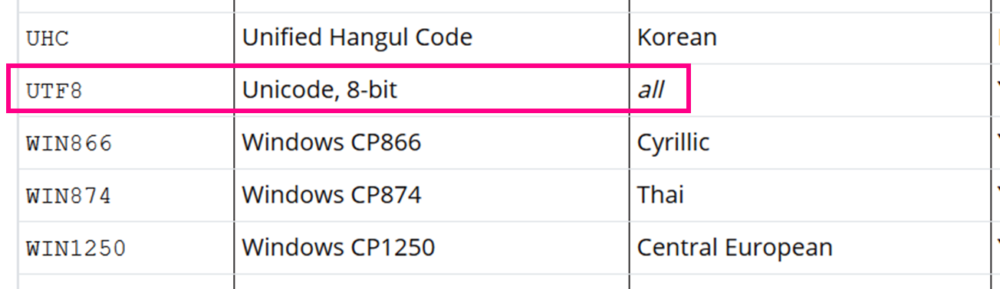 UHC Unified Hangul Code Korean
UTF8 Unicode, 8-bit all
WIN866 Windows CP866 Cyrillic
WIN874 Windows CP874 Thai
WIN1250 Windows CP1250 Central European